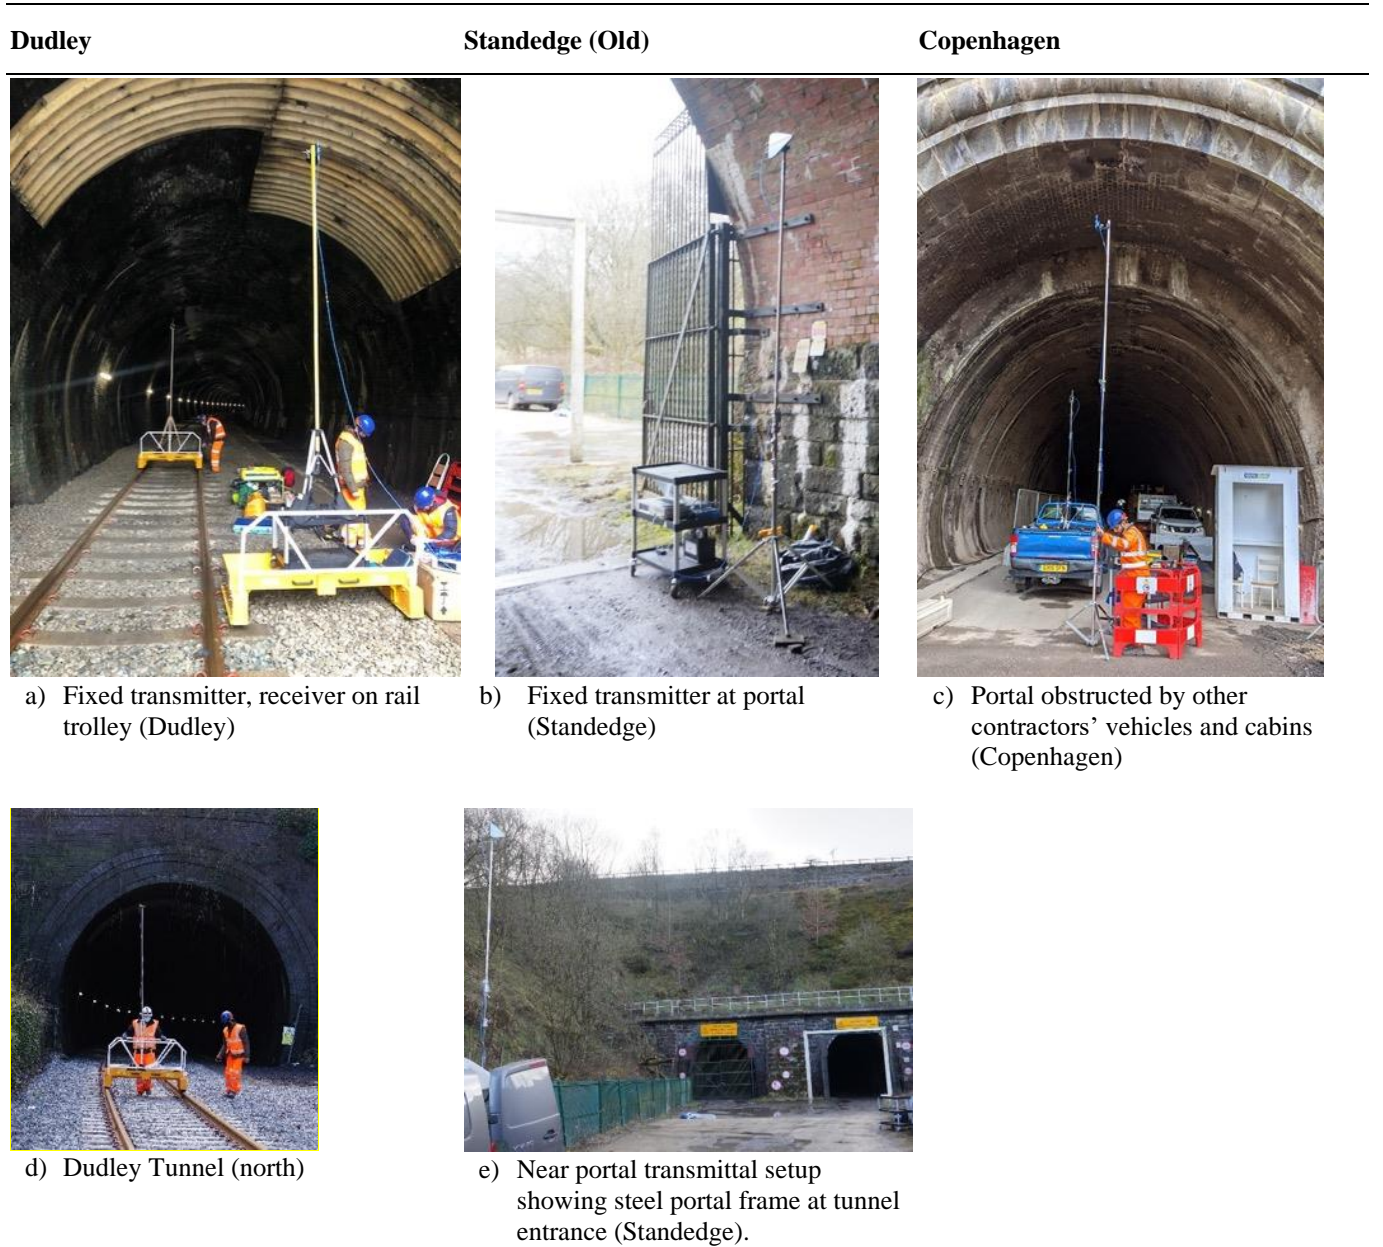 Dudley
Standedge (Old)
Copenhagen
a) Fixed transmitter, receiver on rail
trolley (Dudley)
b) Fixed transmitter at portal
(Standedge)
c) Portal obstructed by other
contractors’ vehicles and cabins
(Copenhagen)
d) Dudley Tunnel (north)
e) Near portal transmittal setup
showing steel portal frame at tunnel
entrance (Standedge).